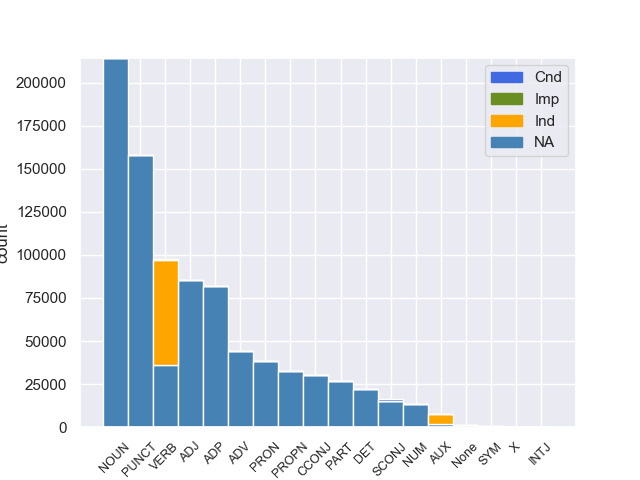 200000
175000
150000
125000
100000
75000
50000
25000
0
count
Cnd
Imp
Ind
NA
NOUN
PUNCT
VERB
ADJ
ADP
ADV
PRON
PROPN
CCONJ
PART
DET
SCONJ
NUM
AUX
None
SYM
X
INTJ